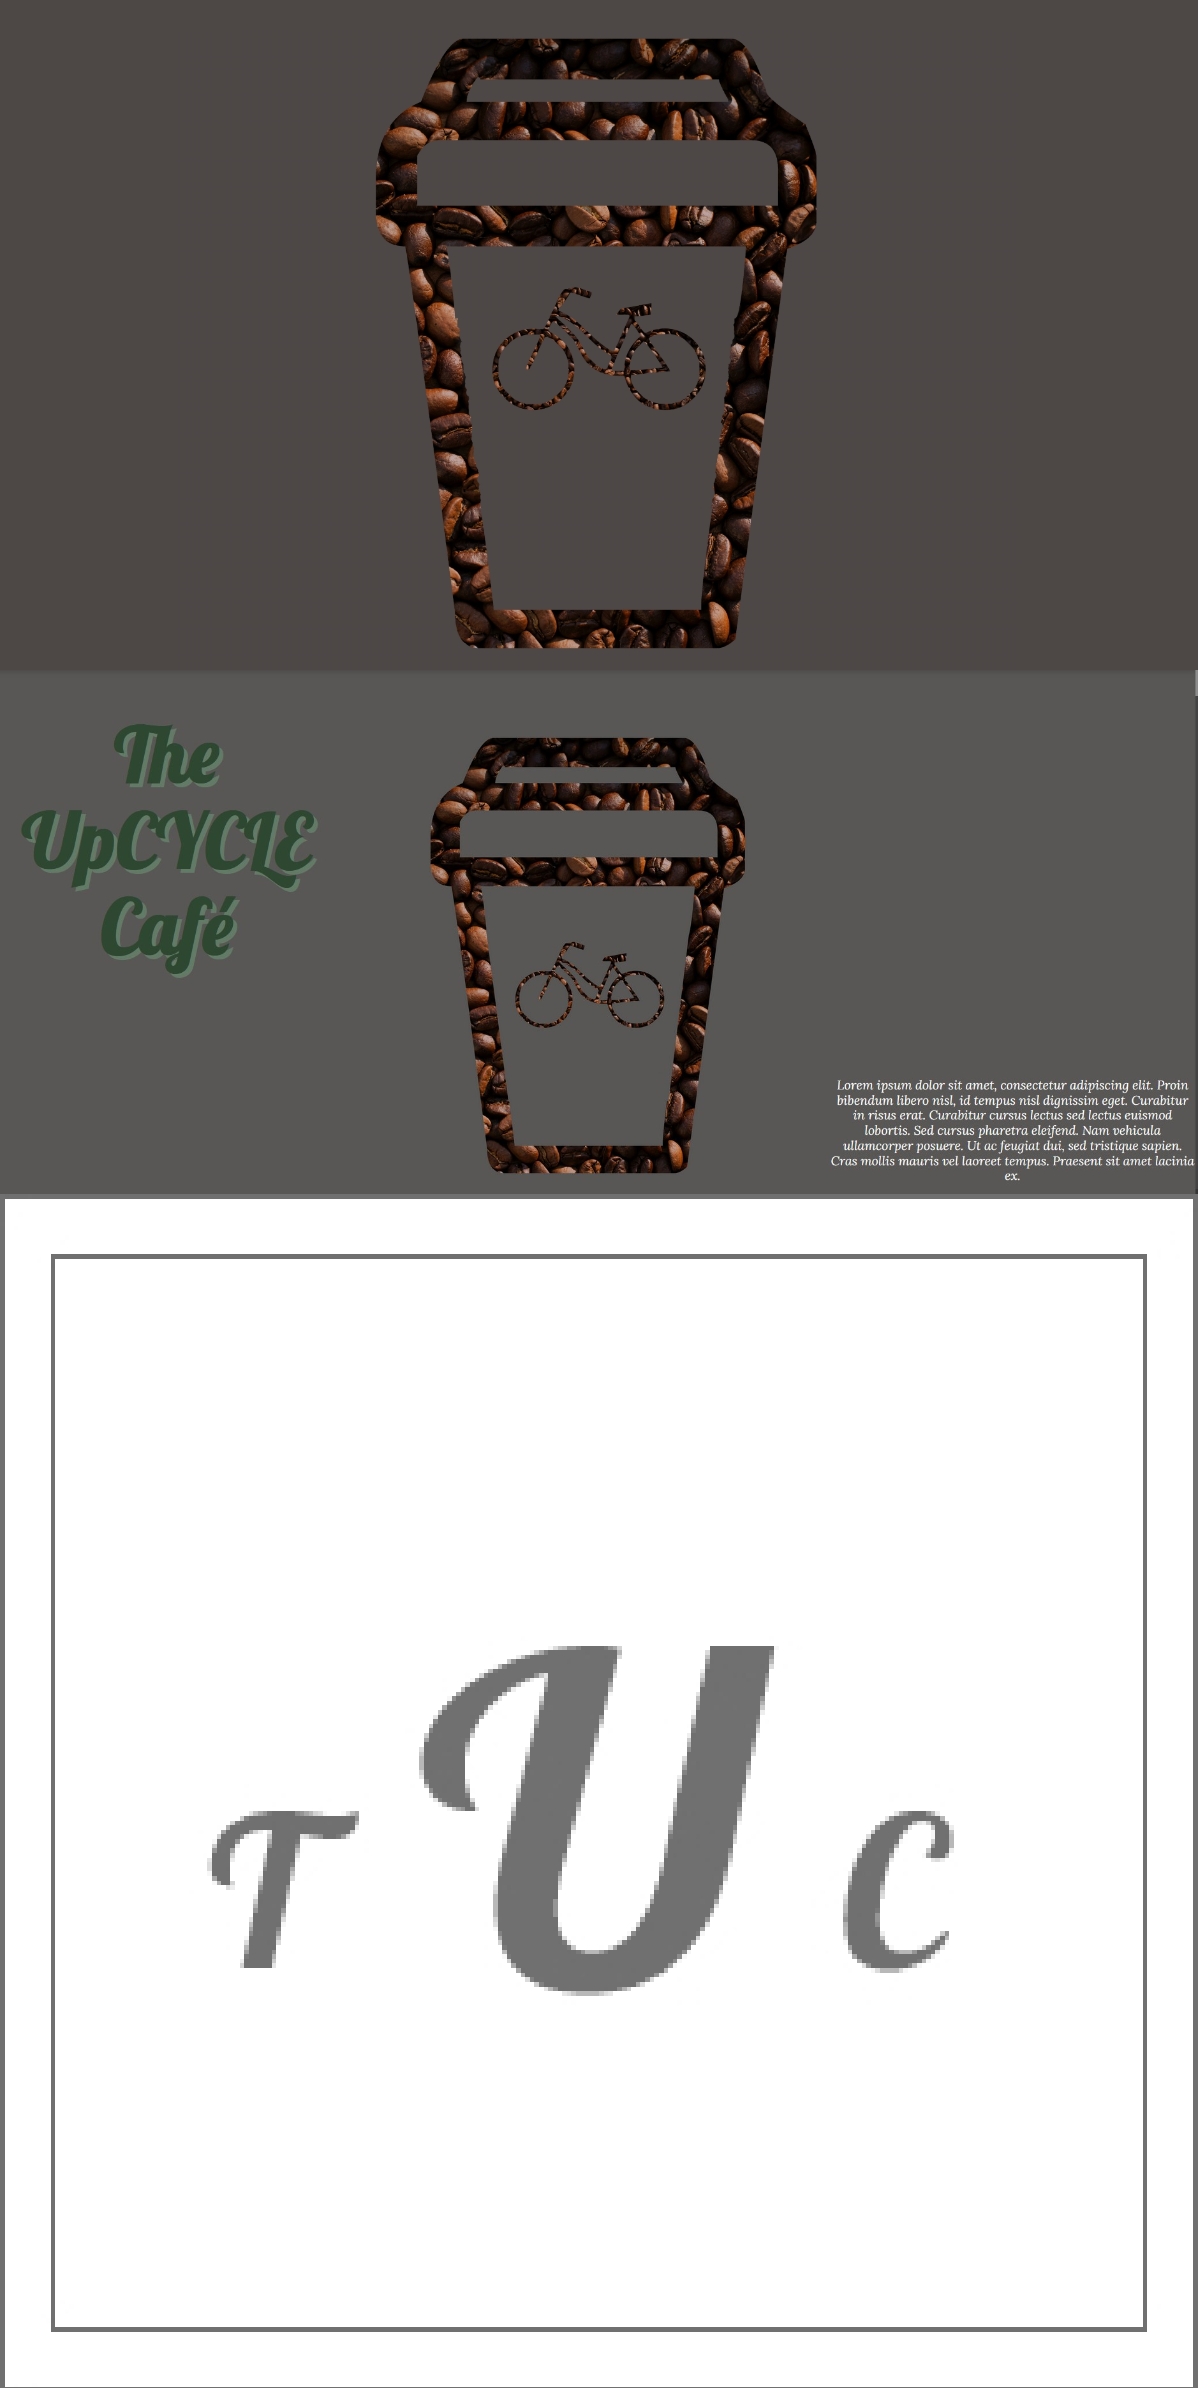 The
UpCYCLE
Café
Lorem ipsum dolor sit amet, consectetur adipiscing elit. Proin
bibendum libero nisl, id tempus nisl dignissim eget. Curabitur
in risus erat. Curabitur cursus lectus sed lectus euismod
lobortis. Sed cursus pharetra eleifend. Nam vehicula
ullamcorper posuere. Ut ac feugiat dui, sed tristique sapien.
Cras mollis mauris vel laoreet tempus. Praesent sit amet lacinia
ex.
T U C